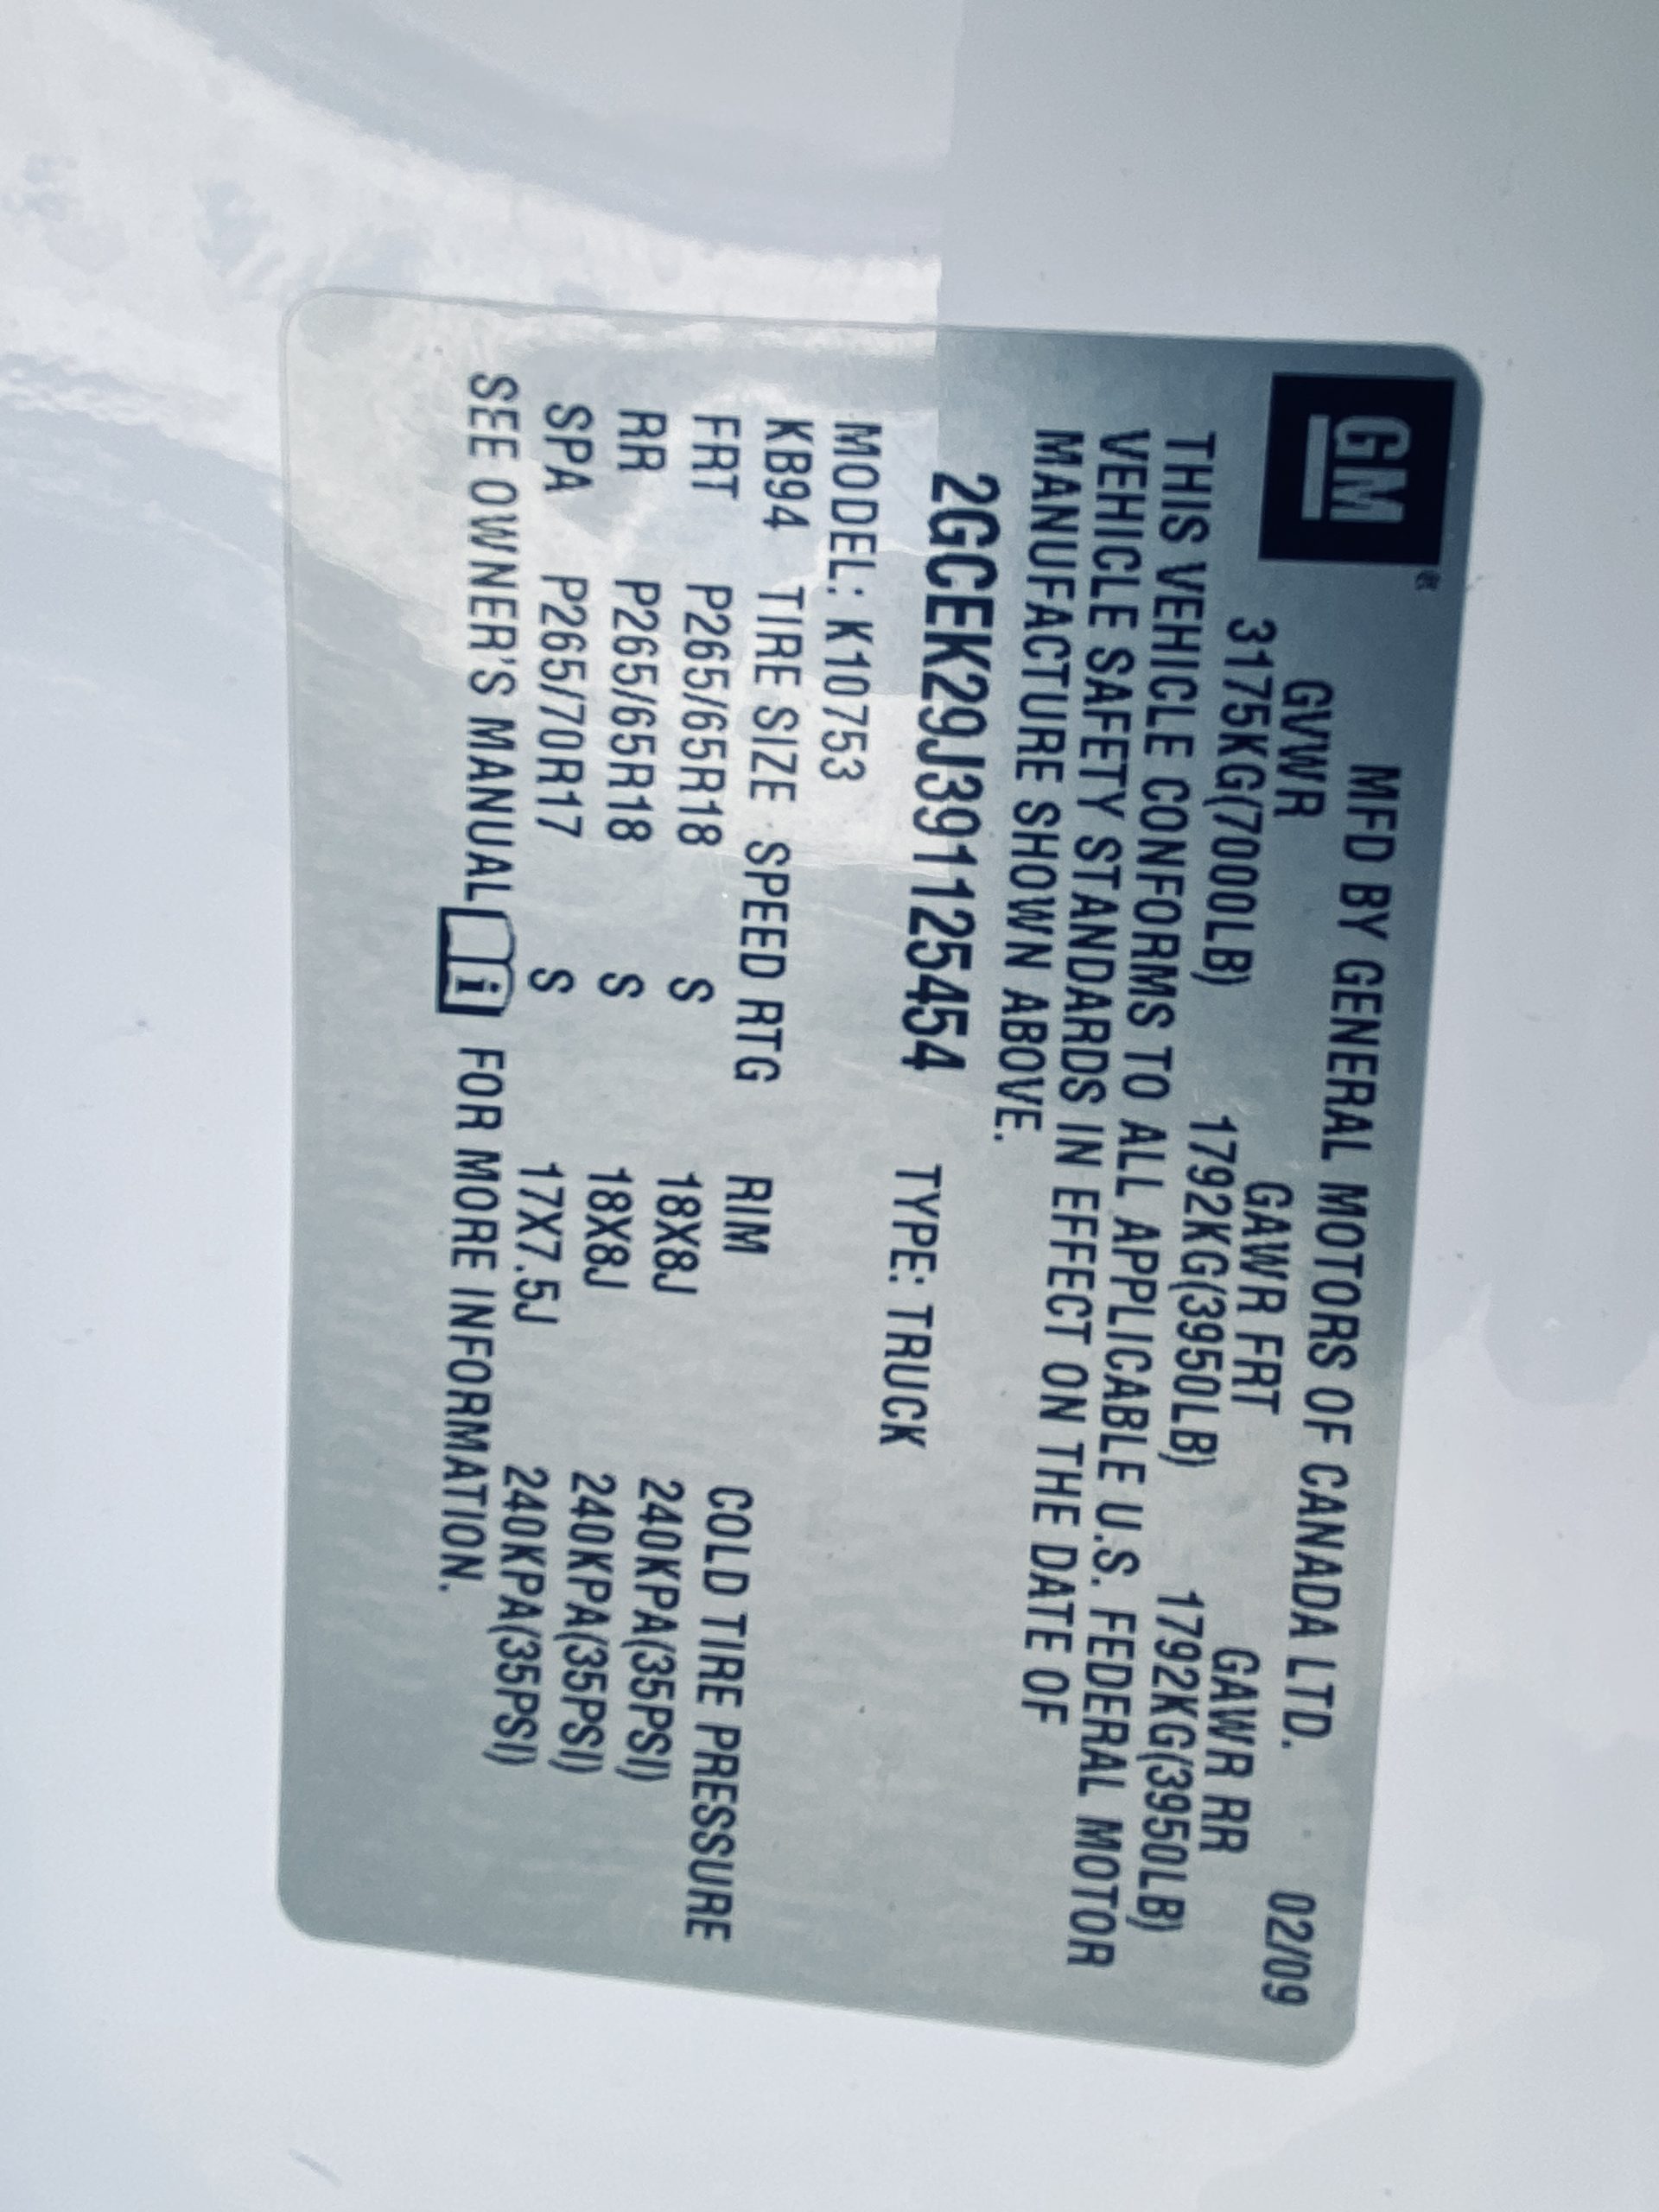 GM ®
MFD BY GENERAL MOTORS OF CANADA LTD. 02/09
GVWR GAWR FRT GAWR RR
3175KG(7000LB) 1792KG(3950LB) 1792KG(3950LB)
THIS VEHICLE CONFORMS TO ALL APPLICABLE U.S. FEDERAL MOTOR
VEHICLE SAFETY STANDARDS IN EFFECT ON THE DATE OF
MANUFACTURE SHOWN ABOVE.
2GCEK29J391125454 TYPE: TRUCK
MODEL: K10753
KB94 TIRE SIZE SPEED RTG RIM COLD TIRE PRESSURE
FRT P265/65R18 S 18X8J 240KPA(35PSI)
RR P265/65R18 S 18X8J 240KPA(35PSI)
SPA P265/70R17 S 17X7.5J 240KPA(35PSI)
SEE OWNER'S MANUAL i FOR MORE INFORMATION.